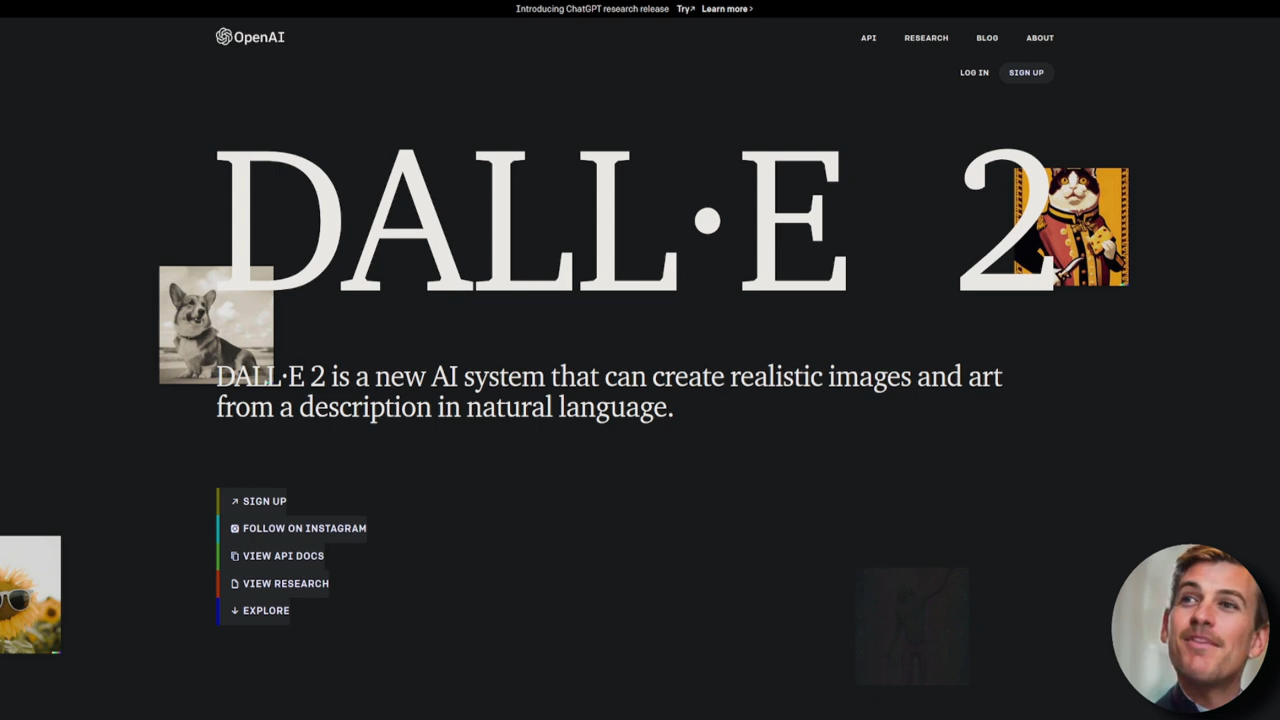 Introducing ChatGPT research release Try↗ Learn more >
OpenAI
API RESEARCH BLOG ABOUT
LOG IN SIGN UP
DALL·E 2
DALL·E 2 is a new AI system that can create realistic images and art
from a description in natural language.
↗ SIGN UP
FOLLOW ON INSTAGRAM
VIEW API DOCS
VIEW RESEARCH
↓ EXPLORE